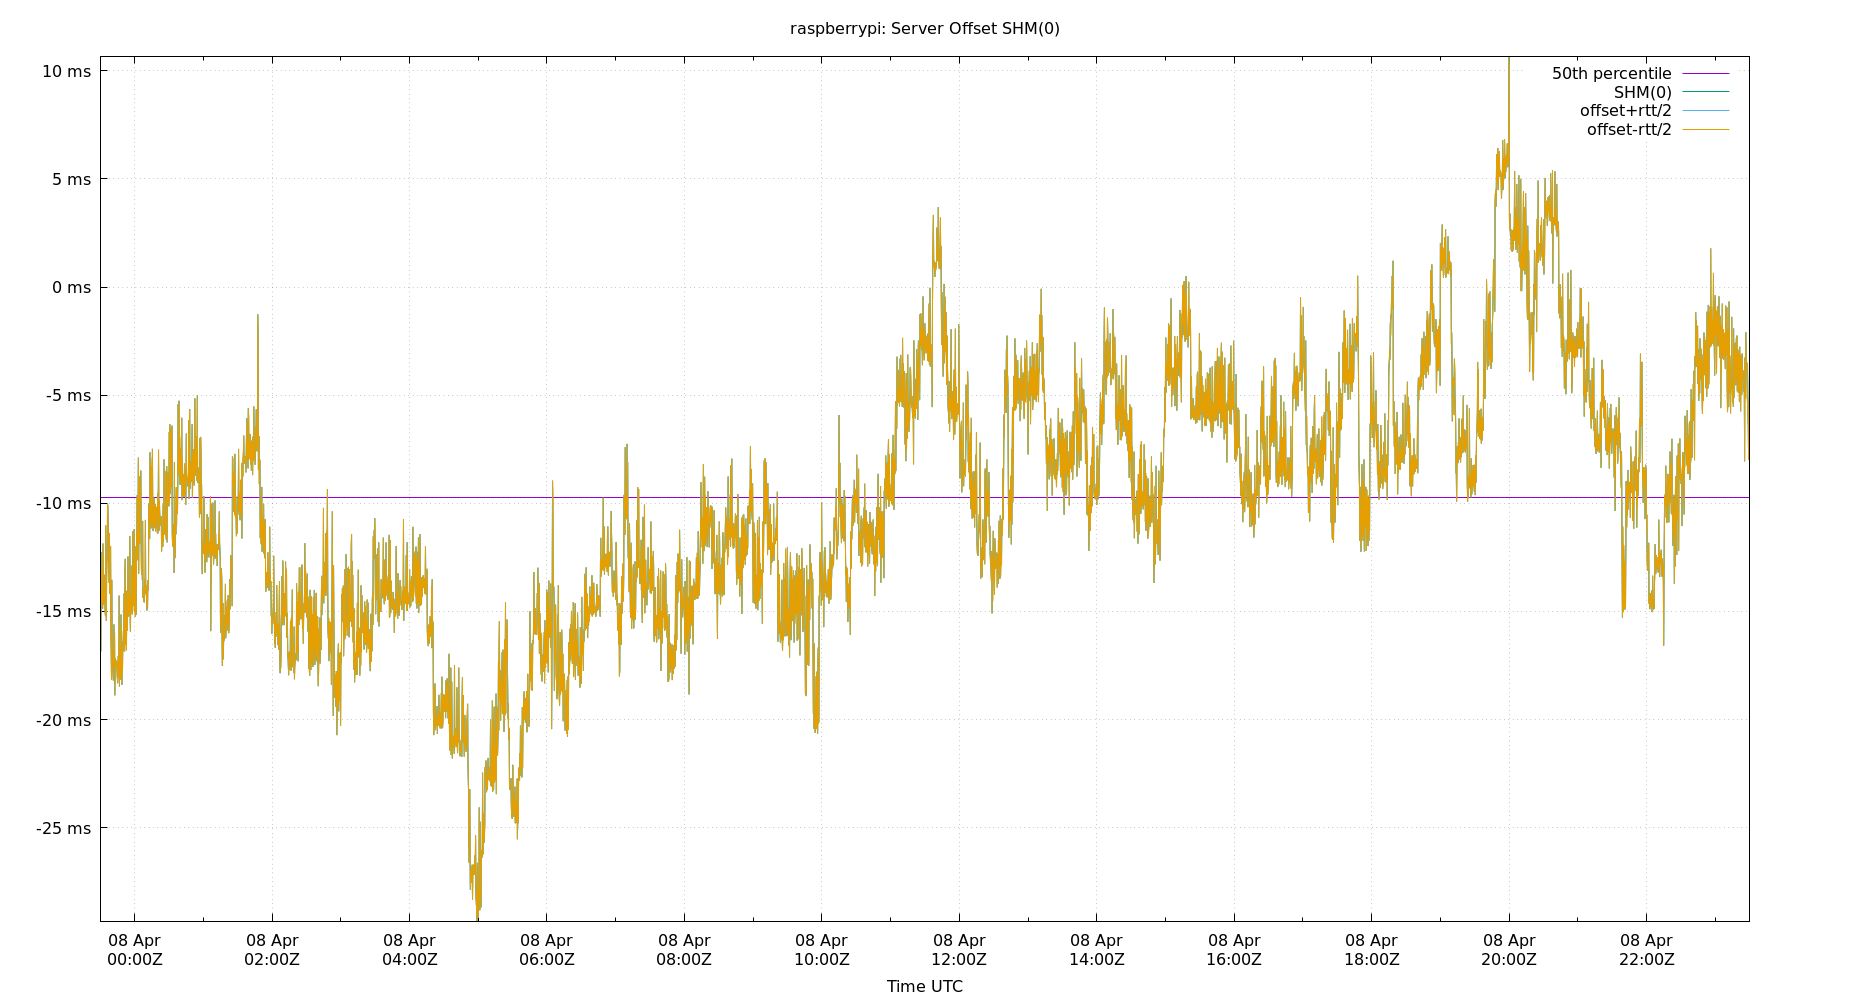 raspberrypi: Server Offset SHM(0)
10 ms
5 ms
0 ms
-5 ms
-10 ms
-15 ms
-20 ms
-25 ms
50th percentile
SHM(0)
offset+rtt/2
offset-rtt/2
08 Apr 08 Apr 08 Apr 08 Apr 08 Apr 08 Apr 08 Apr 08 Apr 08 Apr 08 Apr 08 Apr 08 Apr
00:00Z 02:00Z 04:00Z 06:00Z 08:00Z 10:00Z 12:00Z 14:00Z 16:00Z 18:00Z 20:00Z 22:00Z
Time UTC